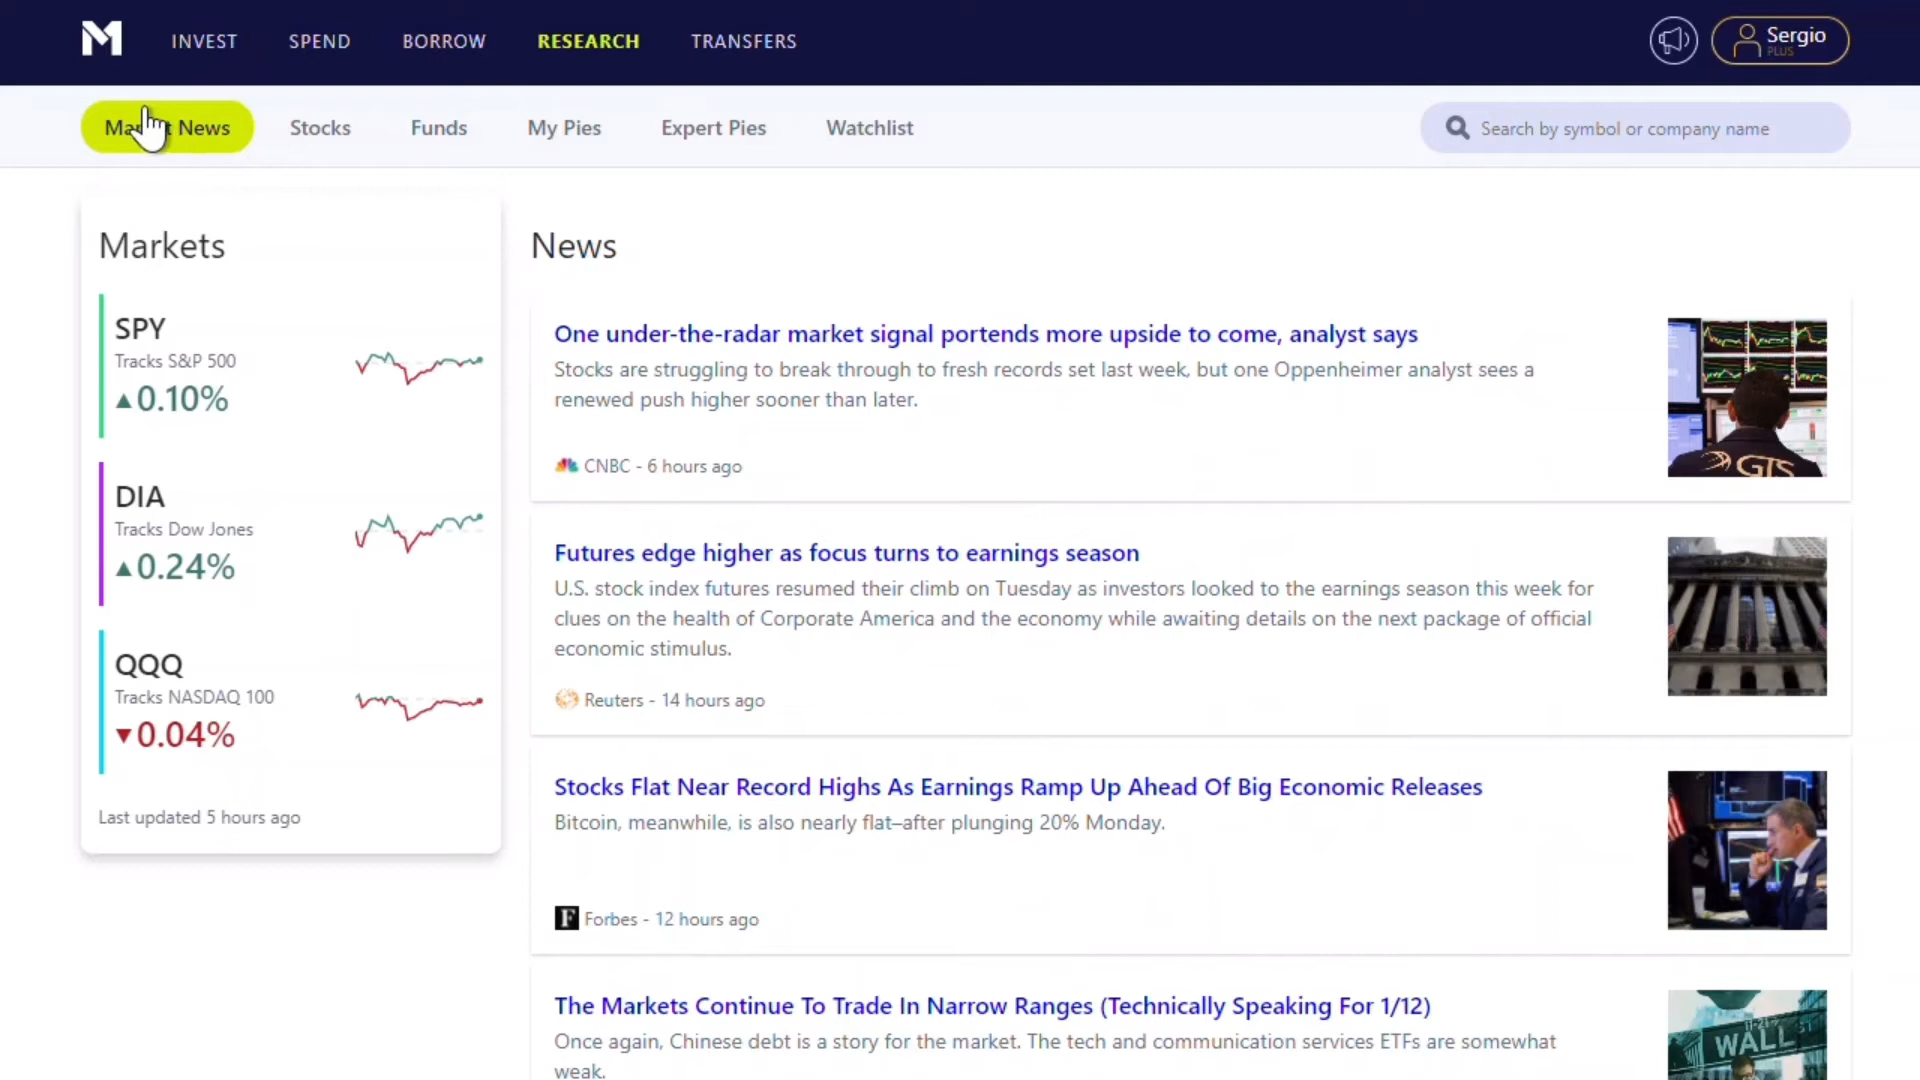 M INVEST SPEND BORROW RESEARCH TRANSFERS Sergio
PLUS
Market News Stocks Funds My Pies Expert Pies Watchlist Search by symbol or company name
Markets
SPY
Tracks S&P 500
▲0.10%
DIA
Tracks Dow Jones
▲0.24%
QQQ
Tracks NASDAQ 100
▼0.04%
Last updated 5 hours ago
News
One under-the-radar market signal portends more upside to come, analyst says
Stocks are struggling to break through to fresh records set last week, but one Oppenheimer analyst sees a
renewed push higher sooner than later.
CNBC - 6 hours ago
GTS
Futures edge higher as focus turns to earnings season
U.S. stock index futures resumed their climb on Tuesday as investors looked to the earnings season this week for
clues on the health of Corporate America and the economy while awaiting details on the next package of official
economic stimulus.
Reuters - 14 hours ago
Stocks Flat Near Record Highs As Earnings Ramp Up Ahead Of Big Economic Releases
Bitcoin, meanwhile, is also nearly flat–after plunging 20% Monday.
F Forbes - 12 hours ago
The Markets Continue To Trade In Narrow Ranges (Technically Speaking For 1/12)
Once again, Chinese debt is a story for the market. The tech and communication services ETFs are somewhat
weak.
WALL